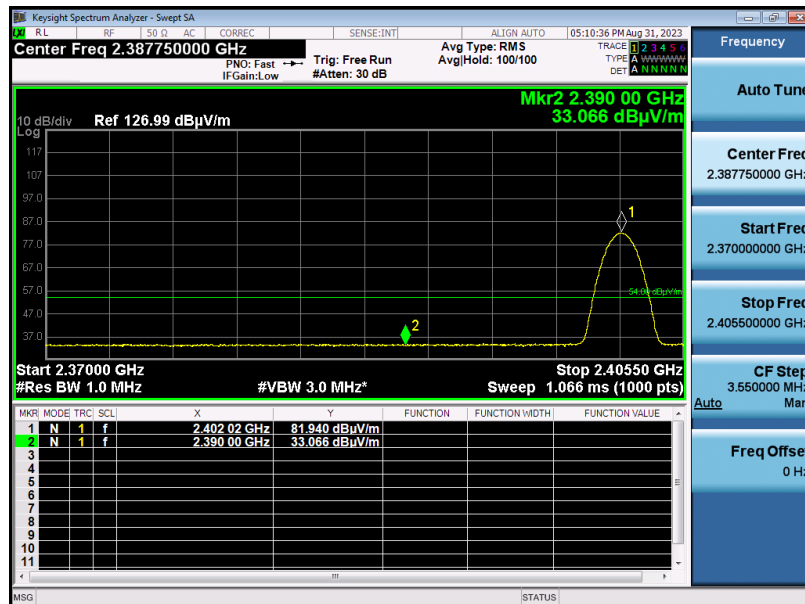 Keysight Spectrum Analyzer - Swept SA
LXI RL RF 50 Ω AC CORREC SENSE:INT ALIGN AUTO 05:10:36 PM Aug 31, 2023
Center Freq 2.387750000 GHz
PNO: Fast
IFGain:Low
Trig: Free Run
#Atten: 30 dB
Avg Type: RMS
Avg|Hold: 100/100
TRACE 1 2 3 4 5 6
TYPE A WWWWW
DET A N N N N N
Mkr2 2.390 00 GHz
33.066 dBµV/m
10 dB/div Ref 126.99 dBµV/m
Log
117
107
97.0
87.0
77.0
67.0
57.0
47.0
37.0
1
2
54.00 dBµV/m
Start 2.37000 GHz Stop 2.40550 GHz
#Res BW 1.0 MHz #VBW 3.0 MHz* Sweep 1.066 ms (1000 pts)
MKR MODE TRC SCL X Y FUNCTION FUNCTION WIDTH FUNCTION VALUE
1 N 1 f 2.402 02 GHz 81.940 dBµV/m
2 N 1 f 2.390 00 GHz 33.066 dBµV/m
3
4
5
6
7
8
9
10
11
MSG STATUS
Frequency
Auto Tune
Center Freq
2.387750000 GHz
Start Freq
2.370000000 GHz
Stop Freq
2.405500000 GHz
CF Step
3.550000 MHz
Auto Man
Freq Offset
0 Hz